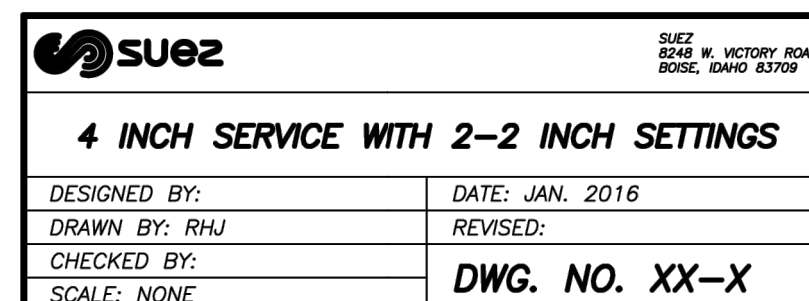 suez
SUEZ
8248 W. VICTORY ROA
BOISE, IDAHO 83709
4 INCH SERVICE WITH 2-2 INCH SETTINGS
DESIGNED BY:
DATE: JAN. 2016
DRAWN BY: RHJ
REVISED:
CHECKED BY:
DWG. NO. XX-X
SCALE: NONE